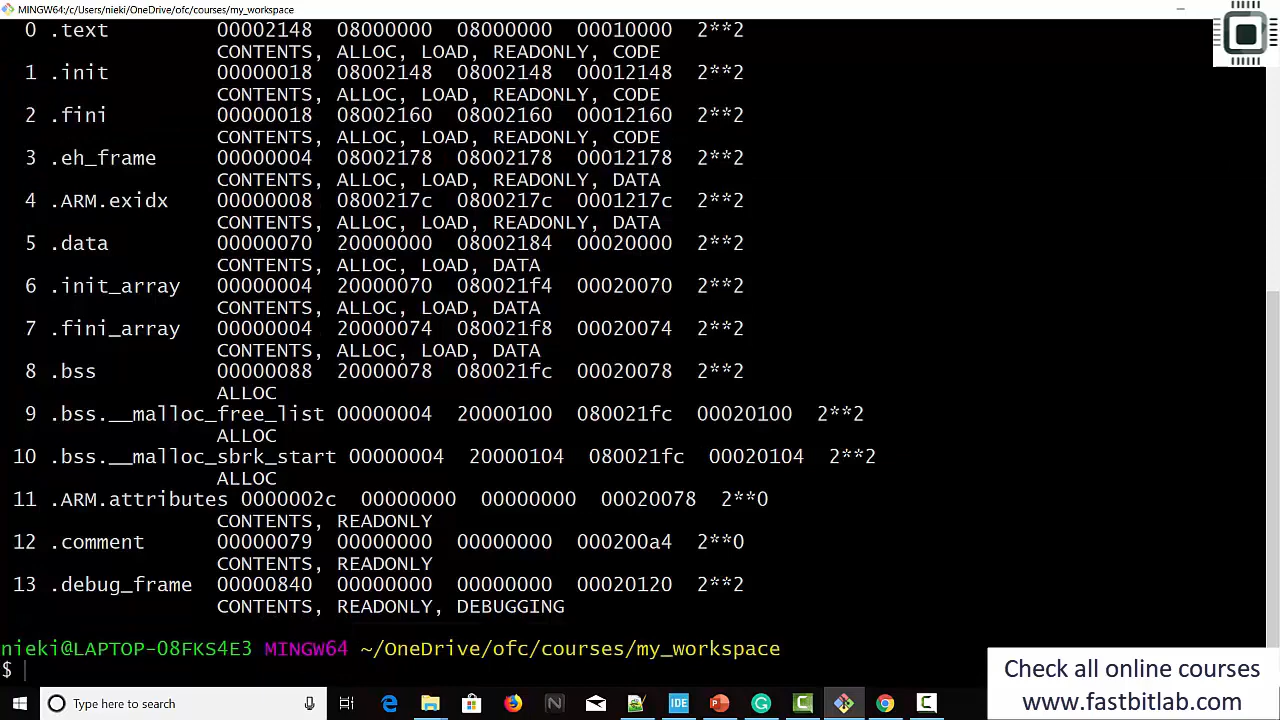 MINGW64:/c/Users/nieki/OneDrive/ofc/courses/my_workspace
0 .text 00002148 08000000 08000000 00010000 2**2
CONTENTS, ALLOC, LOAD, READONLY, CODE
1 .init 00000018 08002148 08002148 00012148 2**2
CONTENTS, ALLOC, LOAD, READONLY, CODE
2 .fini 00000018 08002160 08002160 00012160 2**2
CONTENTS, ALLOC, LOAD, READONLY, CODE
3 .eh_frame 00000004 08002178 08002178 00012178 2**2
CONTENTS, ALLOC, LOAD, READONLY, DATA
4 .ARM.exidx 00000008 0800217c 0800217c 0001217c 2**2
CONTENTS, ALLOC, LOAD, READONLY, DATA
5 .data 00000070 20000000 08002184 00020000 2**2
CONTENTS, ALLOC, LOAD, DATA
6 .init_array 00000004 20000070 080021f4 00020070 2**2
CONTENTS, ALLOC, LOAD, DATA
7 .fini_array 00000004 20000074 080021f8 00020074 2**2
CONTENTS, ALLOC, LOAD, DATA
8 .bss 00000088 20000078 080021fc 00020078 2**2
ALLOC
9 .bss.__malloc_free_list 00000004 20000100 080021fc 00020100 2**2
ALLOC
10 .bss.__malloc_sbrk_start 00000004 20000104 080021fc 00020104 2**2
ALLOC
11 .ARM.attributes 0000002c 00000000 00000000 00020078 2**0
CONTENTS, READONLY
12 .comment 00000079 00000000 00000000 000200a4 2**0
CONTENTS, READONLY
13 .debug_frame 00000840 00000000 00000000 00020120 2**2
CONTENTS, READONLY, DEBUGGING
nieki@LAPTOP-O8FKS4E3 MINGW64 ~/OneDrive/ofc/courses/my_workspace
$
Check all online courses
www.fastbitlab.com
Type here to search
IDE